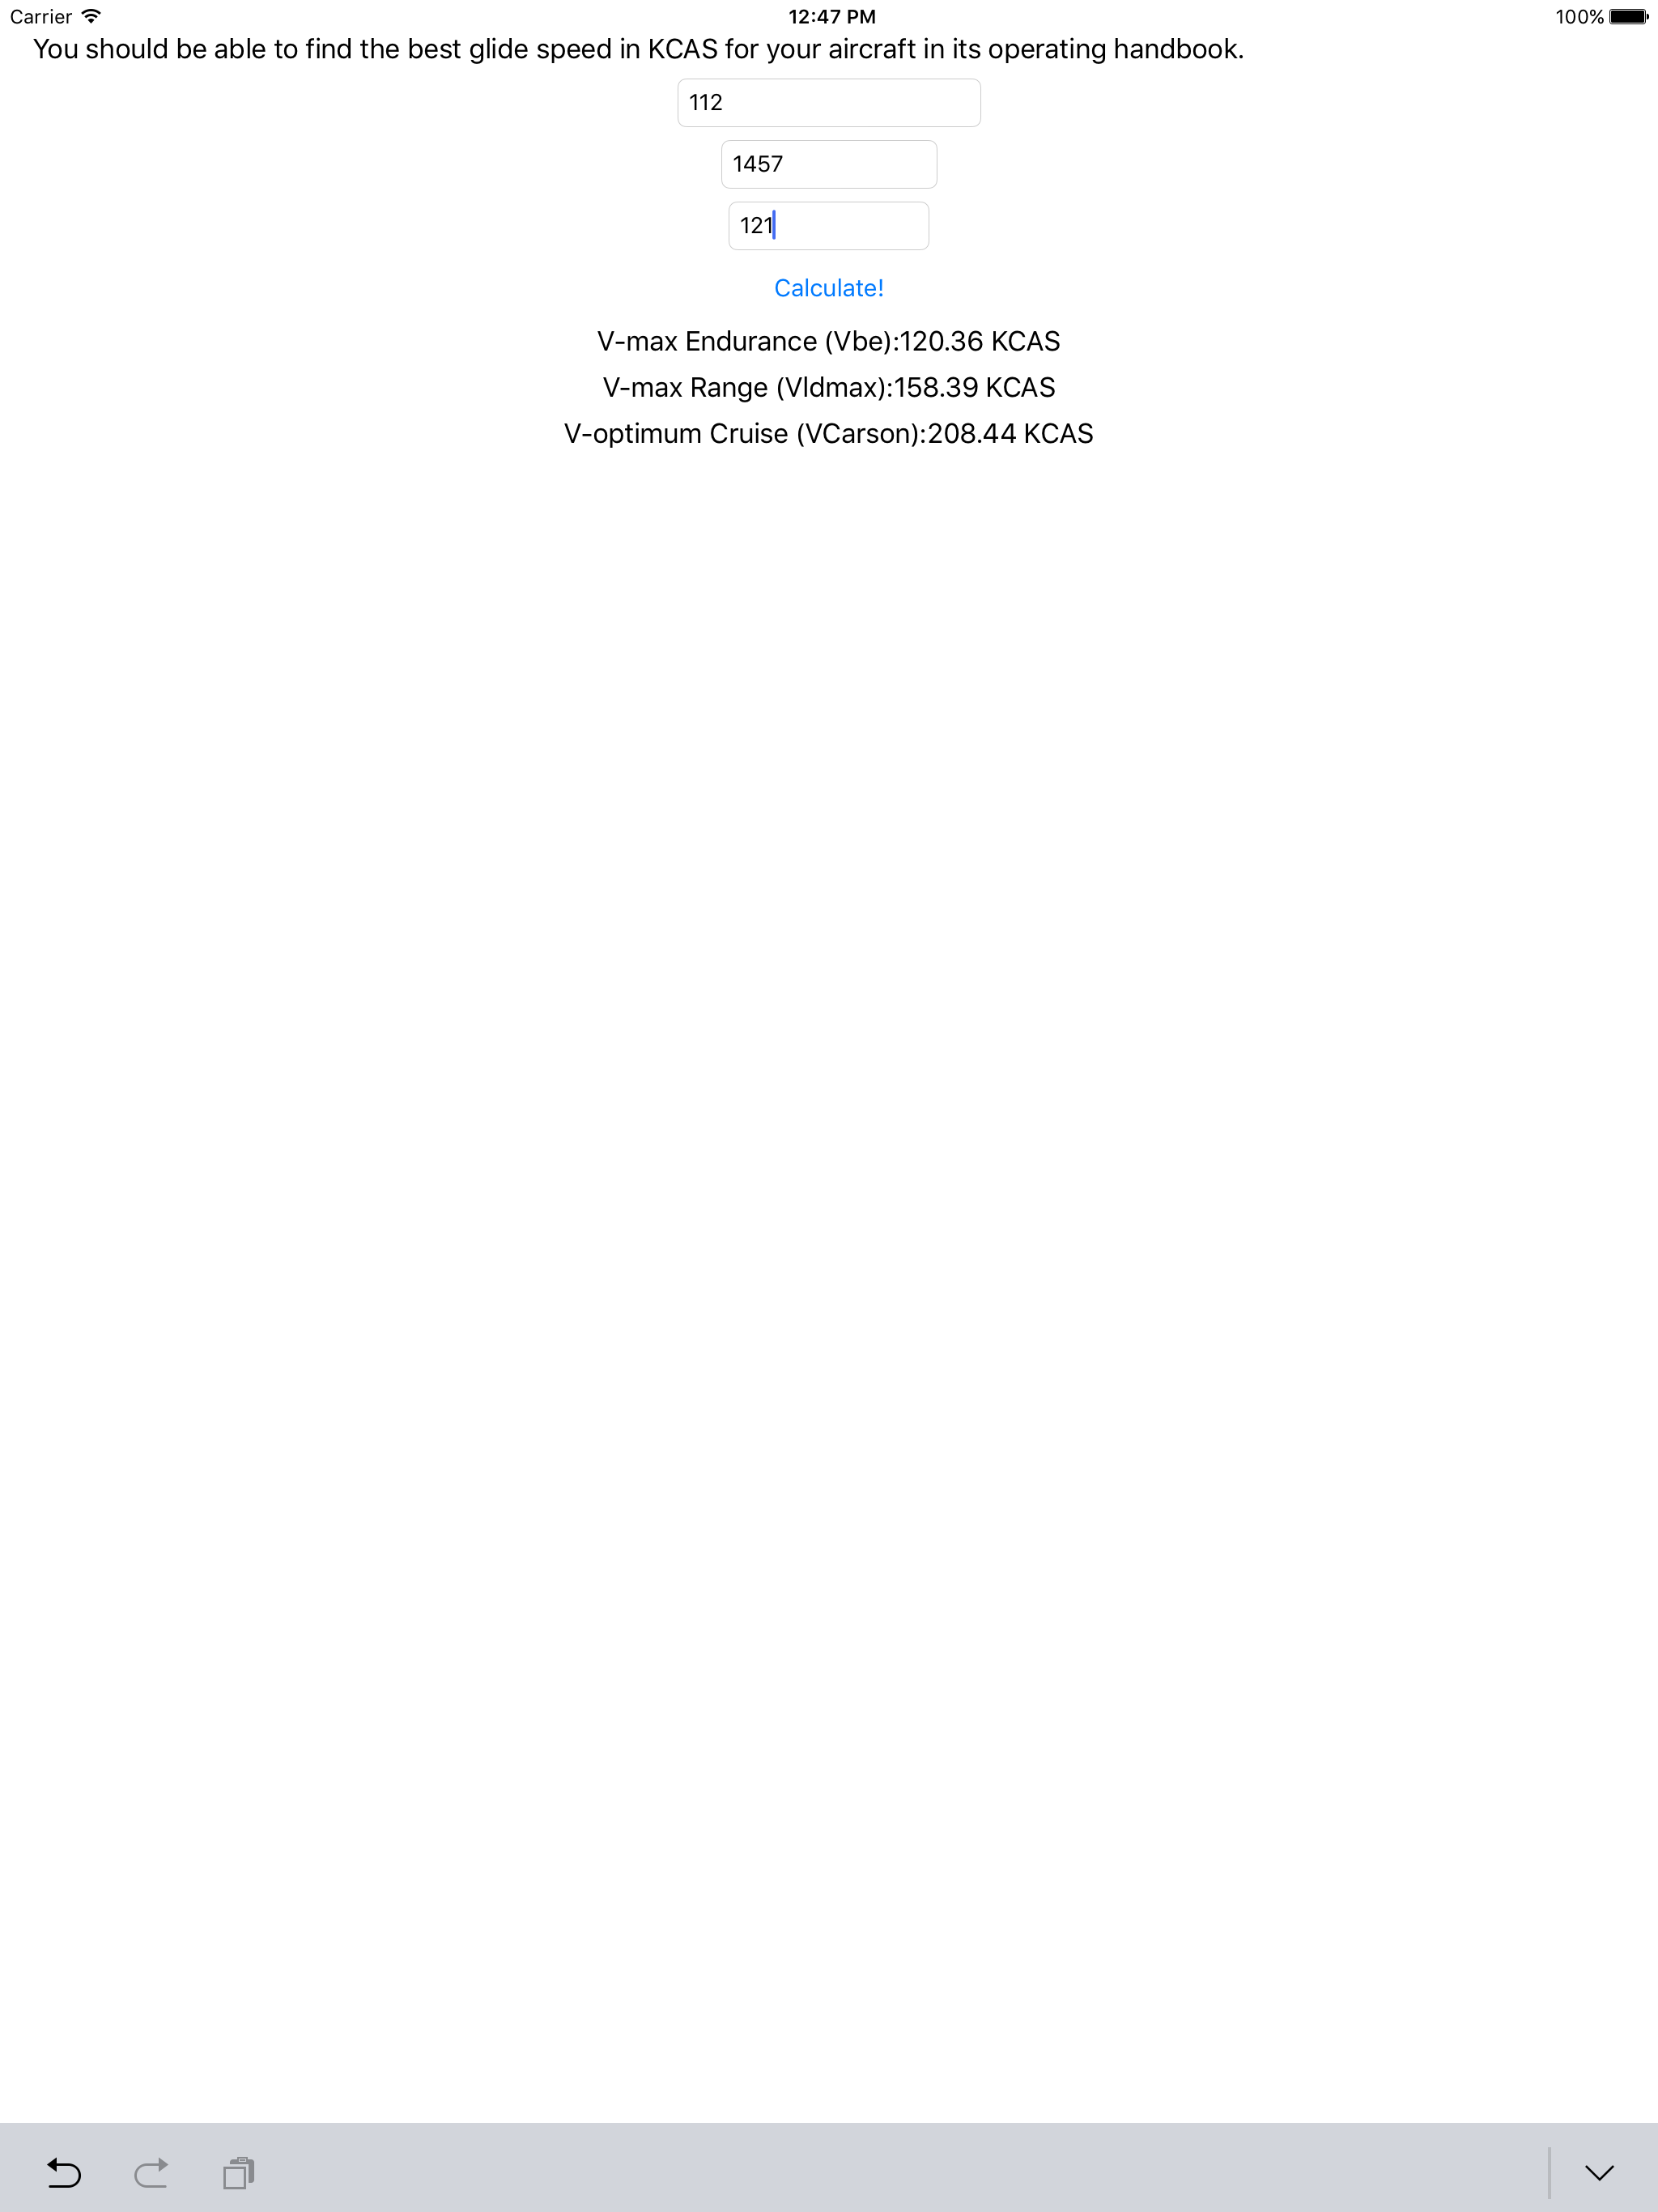 Carrier 12:47 PM 100%
You should be able to find the best glide speed in KCAS for your aircraft in its operating handbook.
112
1457
121
Calculate!
V-max Endurance (Vbe):120.36 KCAS
V-max Range (Vldmax):158.39 KCAS
V-optimum Cruise (VCarson):208.44 KCAS